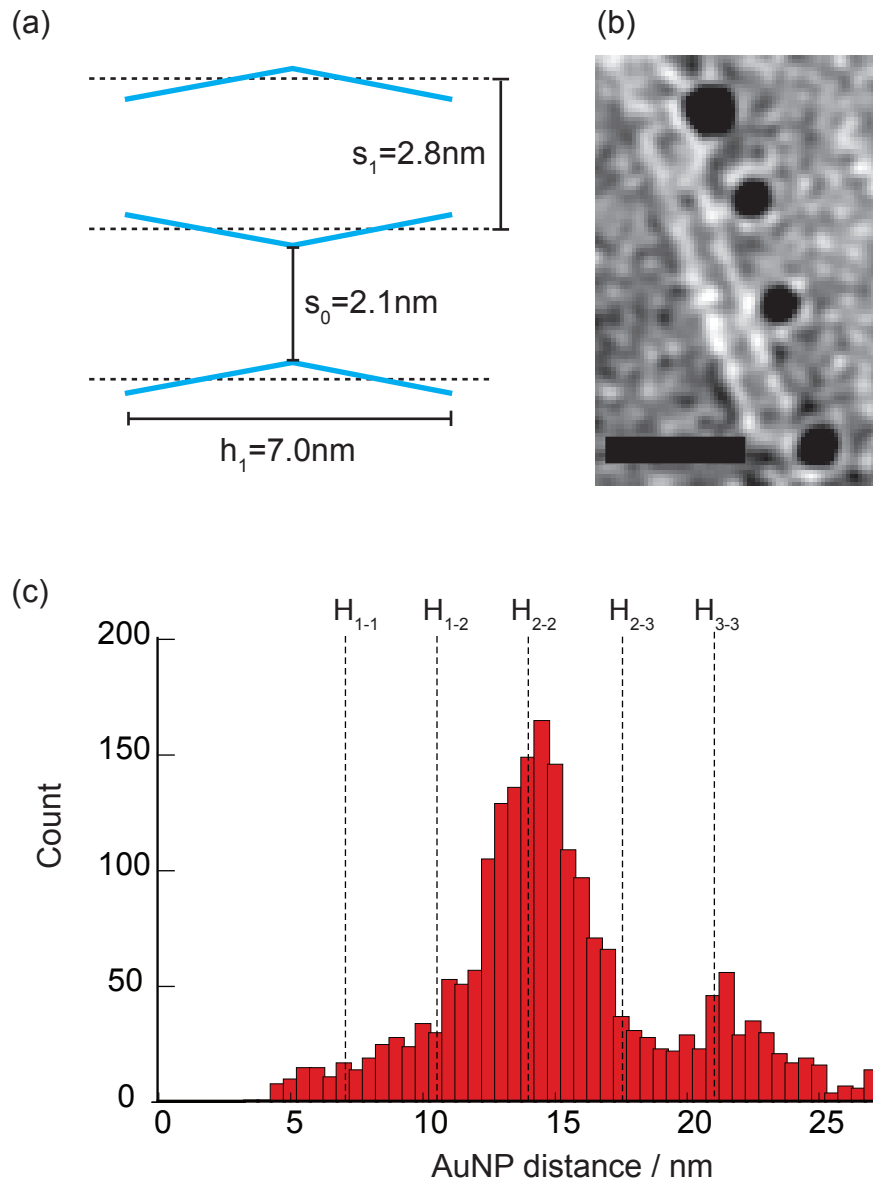 (a)
s₁=2.8nm
s₀=2.1nm
h₁=7.0nm
(b)
(c)
H₁₋₁ H₁₋₂ H₂₋₂ H₂₋₃ H₃₋₃
200
150
100
50
0
Count
0 5 10 15 20 25
AuNP distance / nm